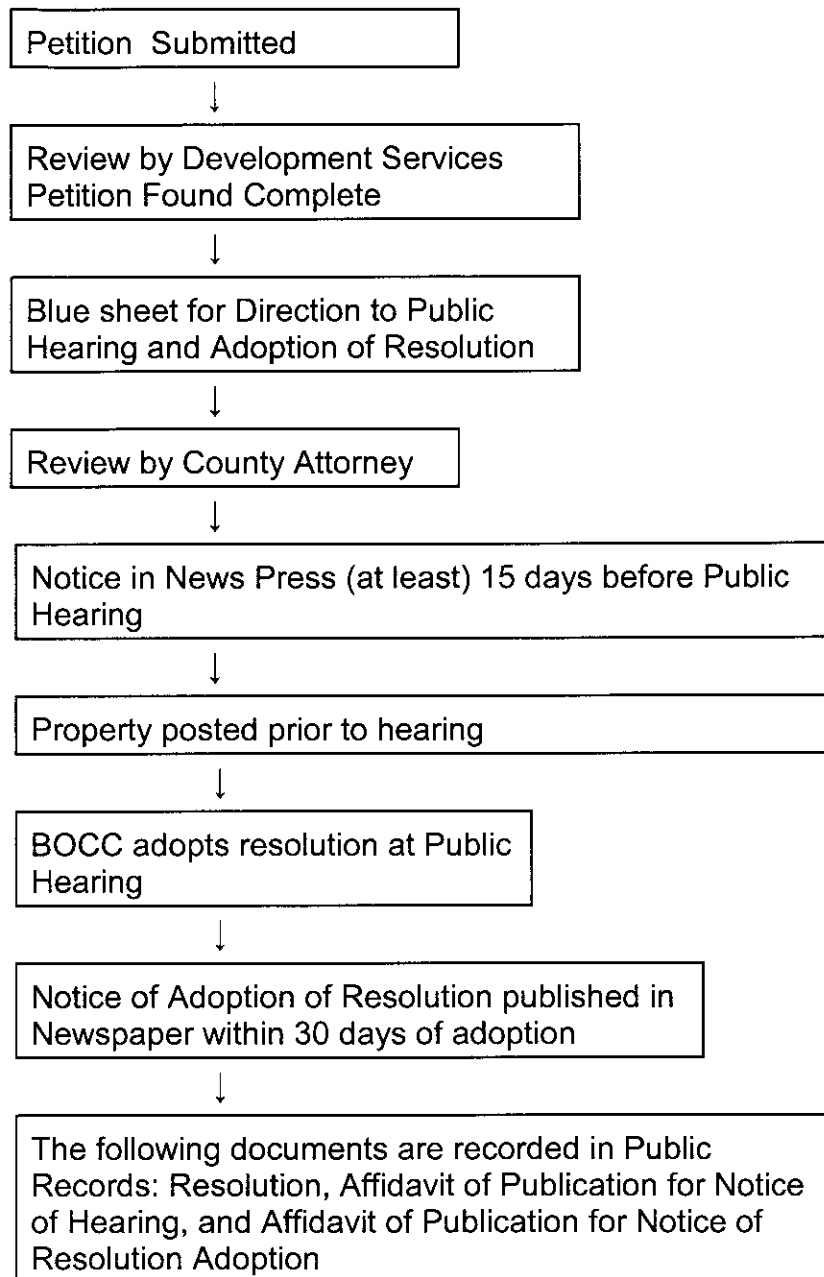 Petition Submitted
↓
Review by Development Services
Petition Found Complete
↓
Blue sheet for Direction to Public
Hearing and Adoption of Resolution
↓
Review by County Attorney
↓
Notice in News Press (at least) 15 days before Public
Hearing
↓
Property posted prior to hearing
↓
BOCC adopts resolution at Public
Hearing
↓
Notice of Adoption of Resolution published in
Newspaper within 30 days of adoption
↓
The following documents are recorded in Public
Records: Resolution, Affidavit of Publication for Notice
of Hearing, and Affidavit of Publication for Notice of
Resolution Adoption